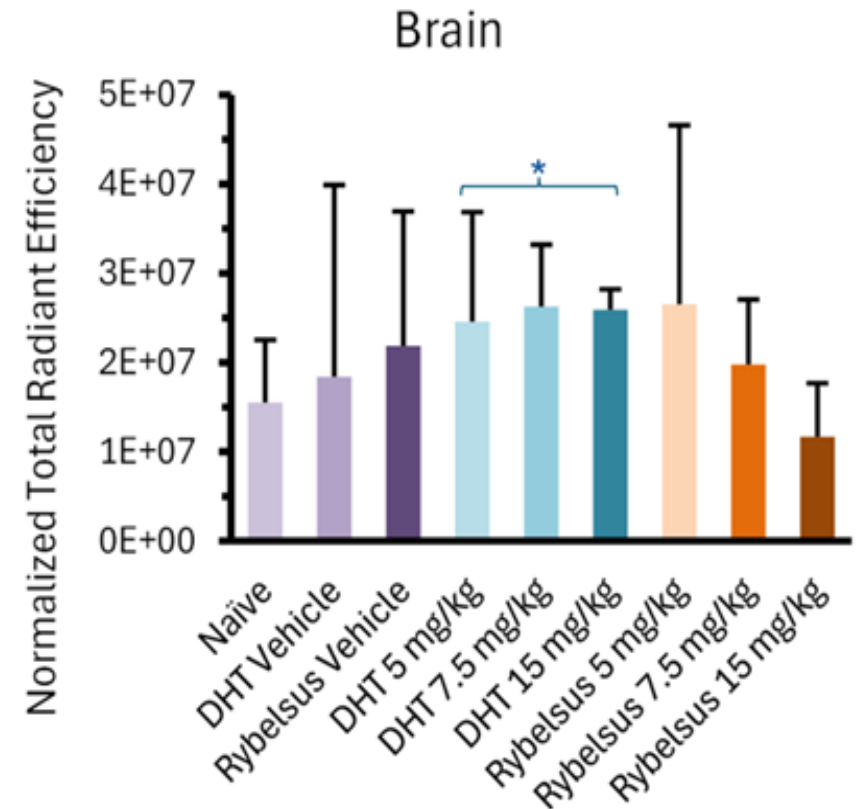 Brain
Normalized Total Radiant Efficiency
5E+07
4E+07
3E+07
2E+07
1E+07
0E+00
*
Naïve
DHT Vehicle
Rybelsus Vehicle
DHT 5 mg/kg
DHT 7.5 mg/kg
DHT 15 mg/kg
Rybelsus 5 mg/kg
Rybelsus 7.5 mg/kg
Rybelsus 15 mg/kg